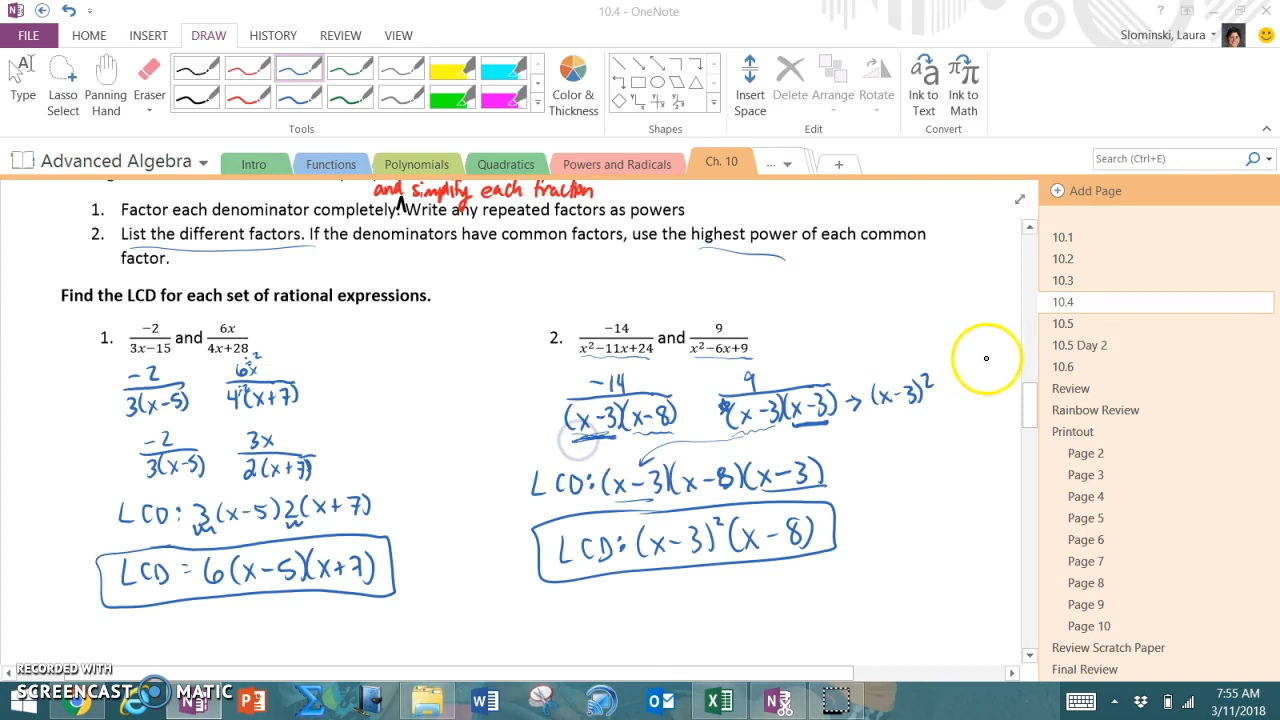 10.4 - OneNote
Slominski, Laura
FILE HOME INSERT DRAW HISTORY REVIEW VIEW
Type
Lasso Select
Panning Hand
Eraser
Color & Thickness
Insert Space
Delete
Arrange
Rotate
Ink to Text
Ink to Math
Tools Shapes Edit Convert
Advanced Algebra
Intro Functions Polynomials Quadratics Powers and Radicals Ch. 10 ...
Search (Ctrl+E)
and simplify each fraction
1. Factor each denominator completely. Write any repeated factors as powers
2. List the different factors. If the denominators have common factors, use the highest power of each common
factor.
Find the LCD for each set of rational expressions.
1. -2/(3x-15) and 6x/(4x+28)
-2/3(x-5) 6x/4(x+7)
-2/3(x-5) 3x/2(x+7)
LCD: 3(x-5)2(x+7)
LCD = 6(x-5)(x+7)
2. -14/(x²-11x+24) and 9/(x²-6x+9)
-14/(x-3)(x-8) 9/(x-3)(x-3) → (x-3)²
LCD: (x-3)(x-8)(x-3)
LCD: (x-3)²(x-8)
Add Page
10.1
10.2
10.3
10.4
10.5
10.5 Day 2
10.6
Review
Rainbow Review
Printout
Page 2
Page 3
Page 4
Page 5
Page 6
Page 7
Page 8
Page 9
Page 10
Review Scratch Paper
Final Review
RECORDED WITH
SCREENCAST MATIC
7:55 AM
3/11/2018